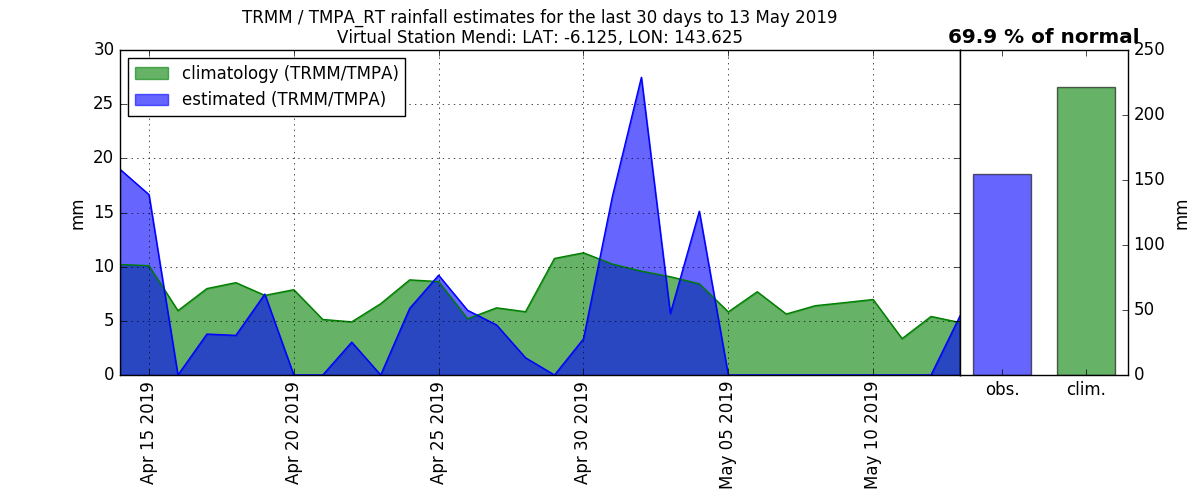 TRMM / TMPA_RT rainfall estimates for the last 30 days to 13 May 2019
Virtual Station Mendi: LAT: -6.125, LON: 143.625
69.9 % of normal
climatology (TRMM/TMPA)
estimated (TRMM/TMPA)
30
25
20
15
10
5
0
mm
Apr 15 2019
Apr 20 2019
Apr 25 2019
Apr 30 2019
May 05 2019
May 10 2019
250
200
150
100
50
0
mm
obs.
clim.